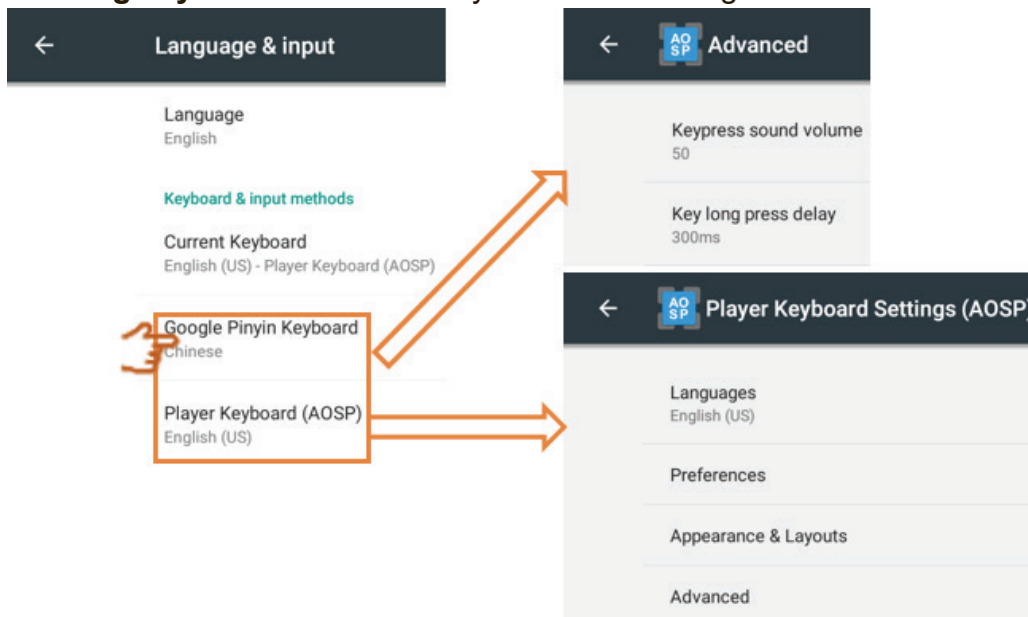 Language & input
Language
English
Keyboard & input methods
Current Keyboard
English (US) - Player Keyboard (AOSP)
Google Pinyin Keyboard
Chinese
Player Keyboard (AOSP)
English (US)
AO
SP
Advanced
Keypress sound volume
50
Key long press delay
300ms
AO
SP
Player Keyboard Settings (AOSP)
Languages
English (US)
Preferences
Appearance & Layouts
Advanced